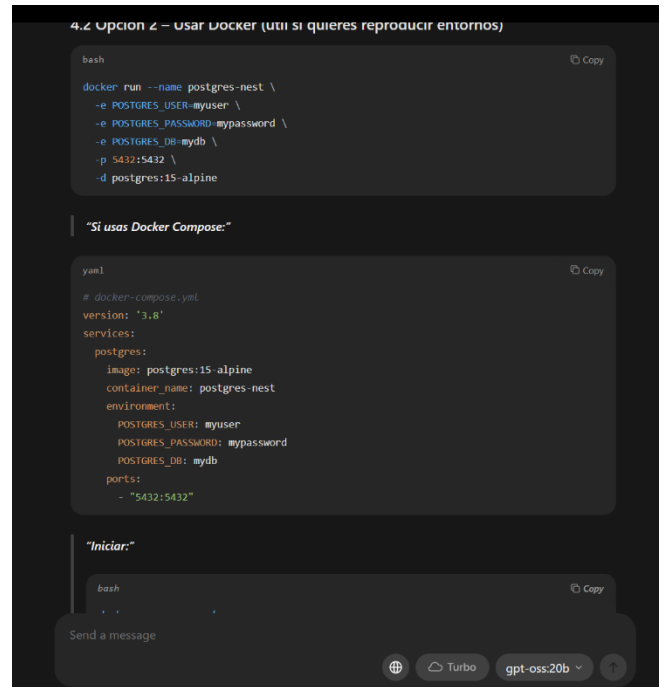 4.2 Opción 2 – Usar Docker (útil si quieres reproducir entornos)
bash
Copy
docker run --name postgres-nest \
-e POSTGRES_USER=myuser \
-e POSTGRES_PASSWORD=mypassword \
-e POSTGRES_DB=mydb \
-p 5432:5432 \
-d postgres:15-alpine
"Si usas Docker Compose:"
yaml
Copy
# docker-compose.yml
version: '3.8'
services:
postgres:
image: postgres:15-alpine
container_name: postgres-nest
environment:
POSTGRES_USER: myuser
POSTGRES_PASSWORD: mypassword
POSTGRES_DB: mydb
ports:
- "5432:5432"
"Iniciar:"
bash
Copy
Send a message
Turbo
gpt-oss:20b